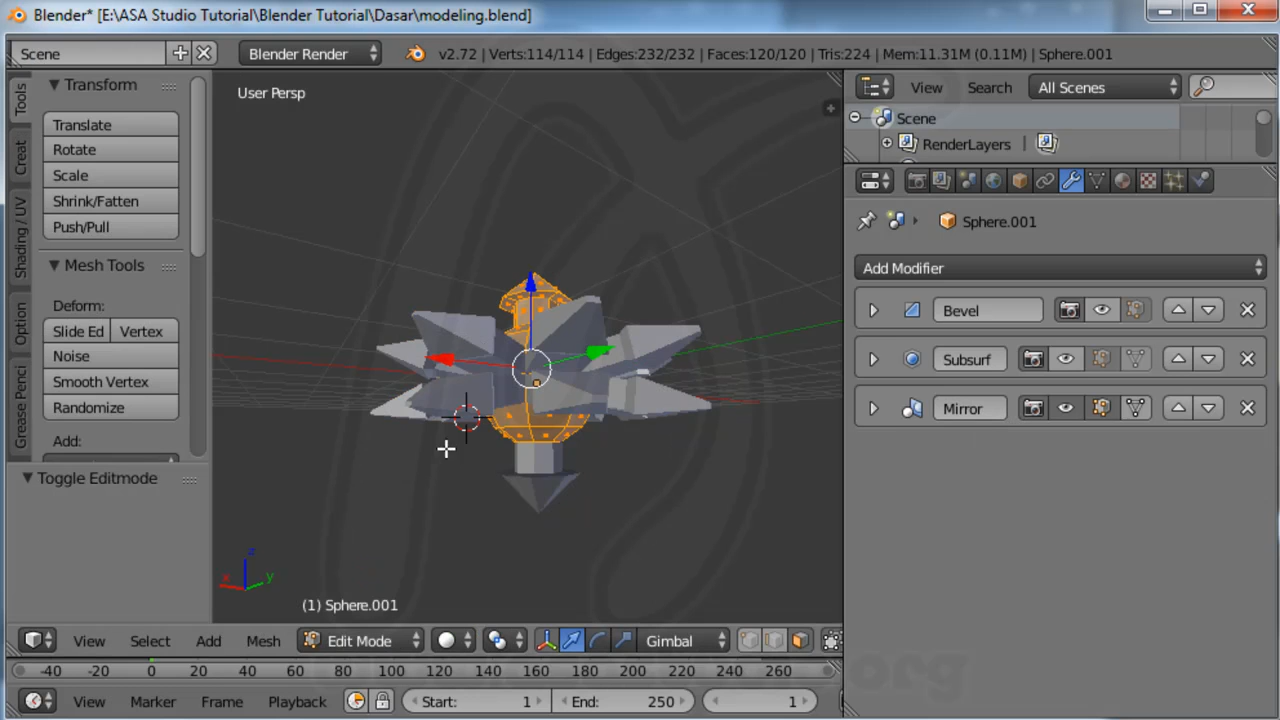 Blender* [E:\ASA Studio Tutorial\Blender Tutorial\Dasar\modeling.blend]
Scene
Blender Render
v2.72 | Verts:114/114 | Edges:232/232 | Faces:120/120 | Tris:224 | Mem:11.31M (0.11M) | Sphere.001
Tools
Creat
Shading / UV
Option
Grease Penci
Transform
Translate
Rotate
Scale
Shrink/Fatten
Push/Pull
Mesh Tools
Deform:
Slide Ed Vertex
Noise
Smooth Vertex
Randomize
Add:
Toggle Editmode
User Persp
z
x
y
(1) Sphere.001
View Search All Scenes
Scene
RenderLayers |
Sphere.001
Add Modifier
Bevel
Subsurf
Mirror
View Select Add Mesh Edit Mode Gimbal
-40 -20 0 20 40 60 80 100 120 140 160 180 200 220 240 260
org
View Marker Frame Playback Start: 1 End: 250 1